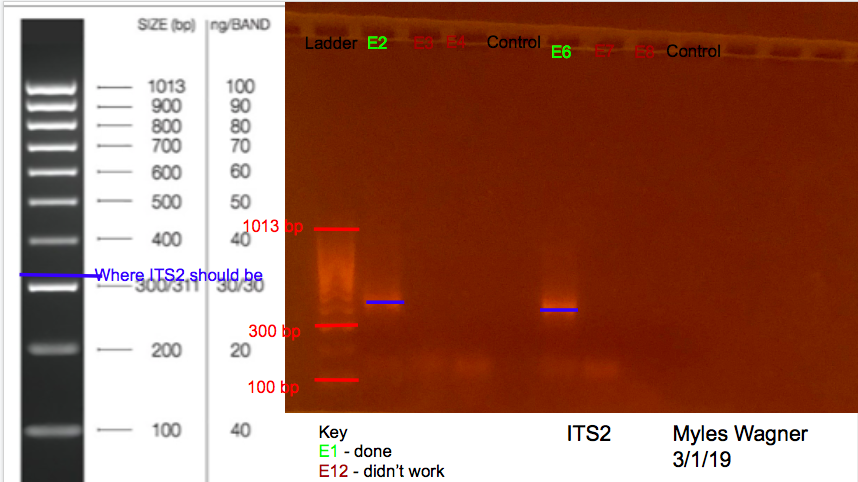 SIZE (bp) ng/BAND
1013 100
900 90
800 80
700 70
600 60
500 50
400 40
Where ITS2 should be
300/311 30/30
200 20
100 40
Ladder E2 E3 E4 Control E6 E7 E8 Control
1013 bp
300 bp
100 bp
Key
E1 - done
E12 - didn't work
ITS2
Myles Wagner
3/1/19